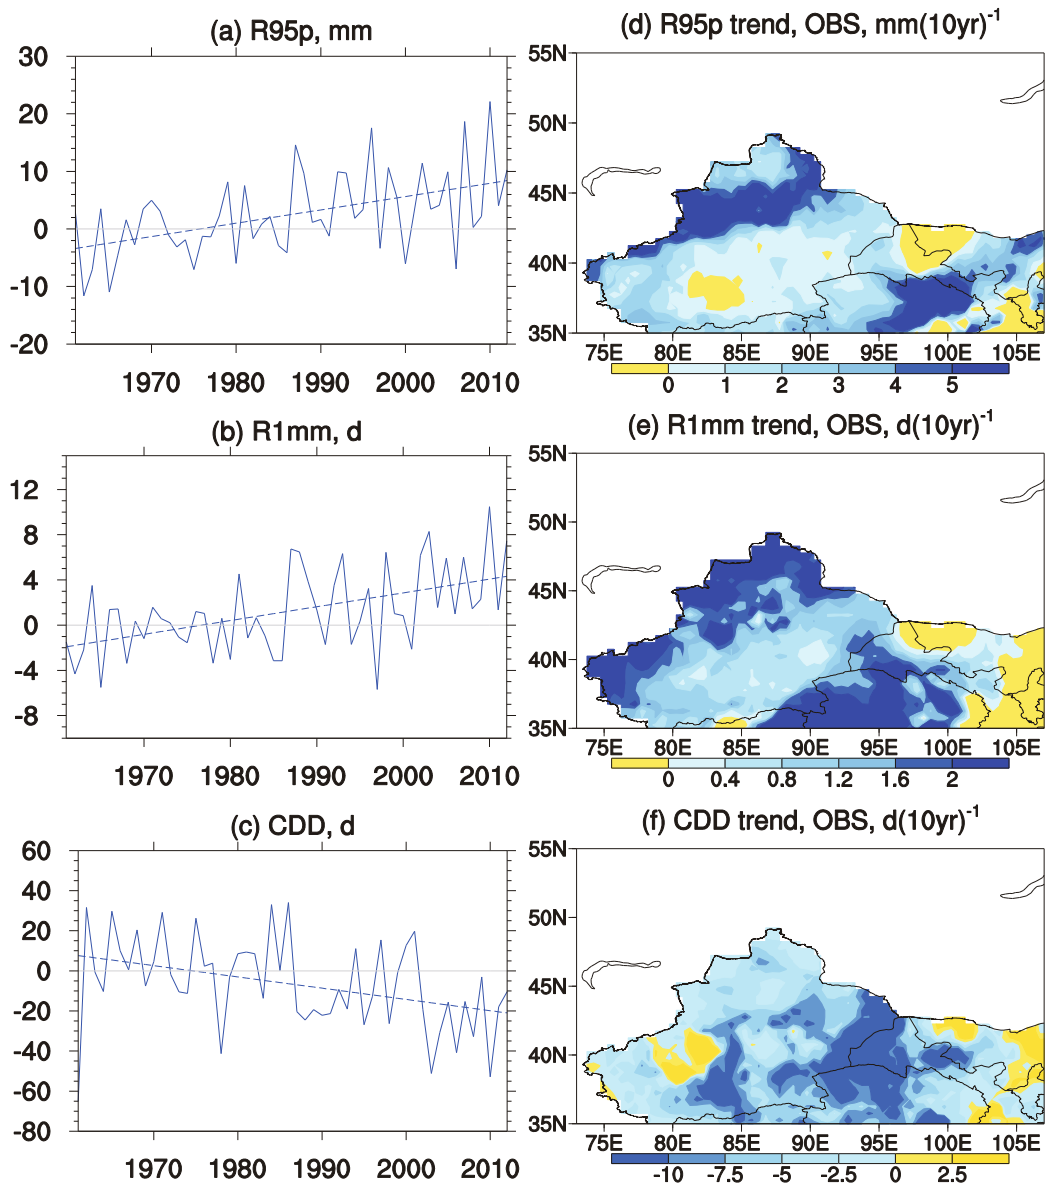 (a) R95p, mm
30
20
10
0
-10
-20
1970 1980 1990 2000 2010
(d) R95p trend, OBS, mm(10yr)⁻¹
55N
50N
45N
40N
35N
75E 80E 85E 90E 95E 100E 105E
0 1 2 3 4 5
(b) R1mm, d
12
8
4
0
-4
-8
1970 1980 1990 2000 2010
(e) R1mm trend, OBS, d(10yr)⁻¹
55N
50N
45N
40N
35N
75E 80E 85E 90E 95E 100E 105E
0 0.4 0.8 1.2 1.6 2
(c) CDD, d
60
40
20
0
-20
-40
-60
-80
1970 1980 1990 2000 2010
(f) CDD trend, OBS, d(10yr)⁻¹
55N
50N
45N
40N
35N
75E 80E 85E 90E 95E 100E 105E
-10 -7.5 -5 -2.5 0 2.5